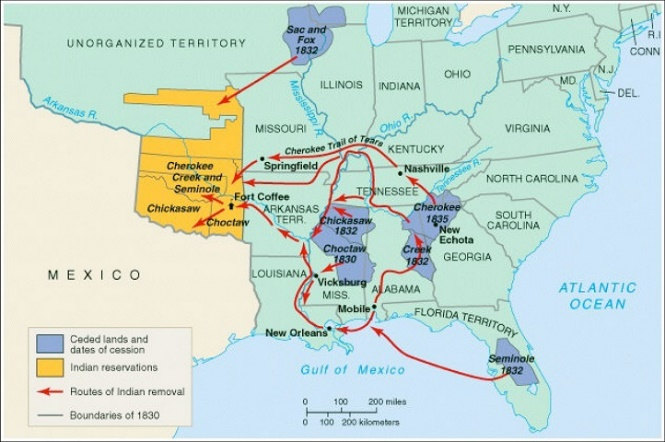 MICHIGAN
TERRITORY
N.Y.
R.I
CONN
Sac and
Fox
1832
UNORGANIZED TERRITORY
PENNSYLVANIA
N.J.
OHIO
MD.
DEL.
ILLINOIS
INDIANA
Arkansas R.
Mississippi R.
Ohio R.
MISSOURI
VIRGINIA
Cherokee Trail of Tears
KENTUCKY
Springfield
Nashville
Tennessee R.
Cherokee
Creek and
Seminole
NORTH CAROLINA
TENNESSEE
Fort Coffee
Chickasaw
Choctaw
ARKANSAS
TERR.
Cherokee
1835
SOUTH
CAROLINA
Chickasaw
1832
New
Echota
Choctaw
1830
Creek
1832
GEORGIA
MEXICO
LOUISIANA
Vicksburg
MISS.
ALABAMA
ATLANTIC
OCEAN
Mobile
FLORIDA TERRITORY
New Orleans
Seminole
1832
Gulf of Mexico
Ceded lands and
dates of cession
Indian reservations
Routes of Indian removal
Boundaries of 1830
0 100 200 miles
0 100 200 kilometers